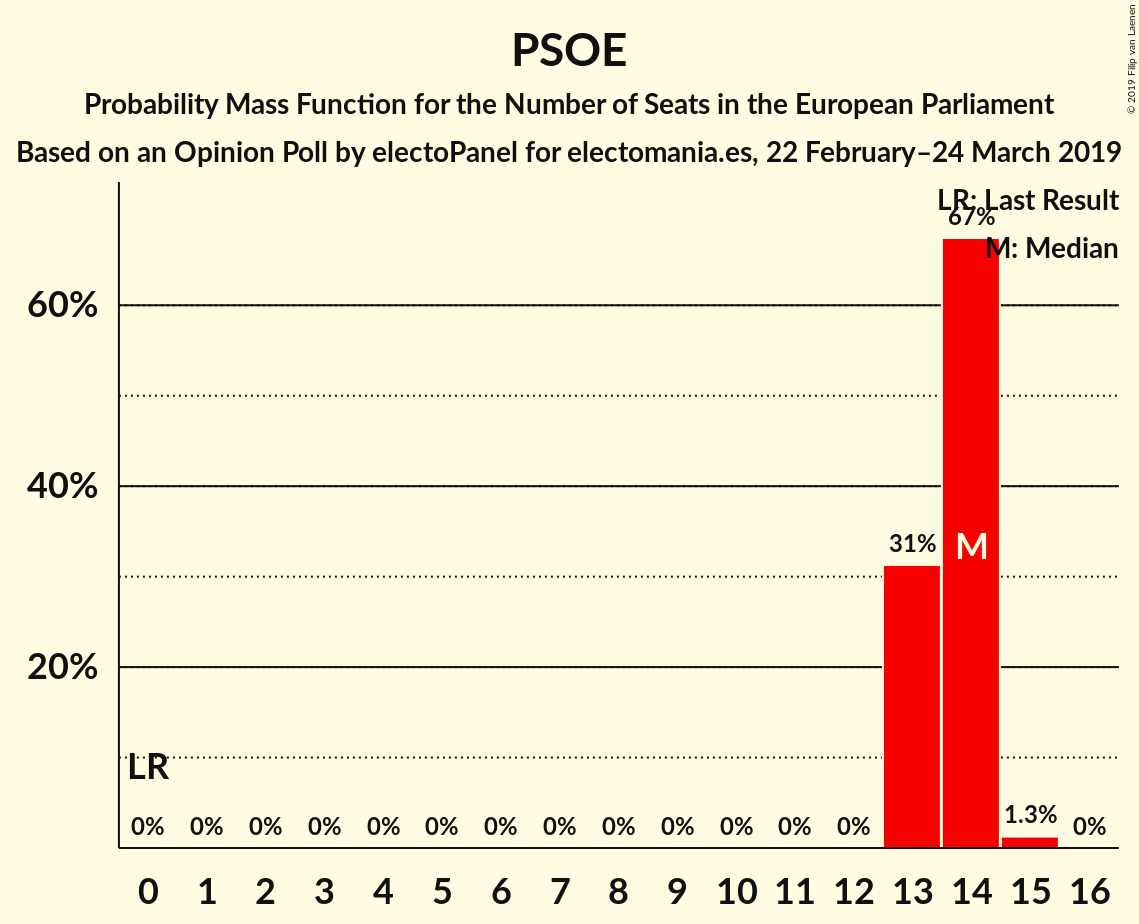 PSOE
Probability Mass Function for the Number of Seats in the European Parliament
Based on an Opinion Poll by electoPanel for electomania.es, 22 February–24 March 2019
© 2019 Filip van Laenen
LR: Last Result
M: Median
67%
60%
40%
31%
M
20%
LR
0% 0% 0% 0% 0% 0% 0% 0% 0% 0% 0% 0% 0% 1.3% 0%
0 1 2 3 4 5 6 7 8 9 10 11 12 13 14 15 16